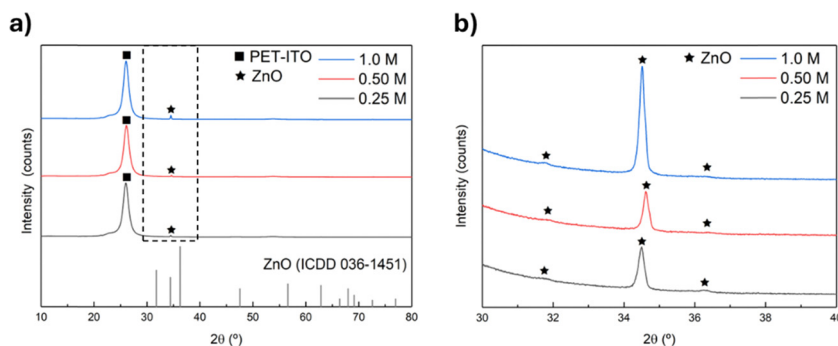 a)
■ PET-ITO
★ ZnO
1.0 M
0.50 M
0.25 M
Intensity (counts)
ZnO (ICDD 036-1451)
10 20 30 40 50 60 70 80
2θ (º)
b)
★ ZnO
1.0 M
0.50 M
0.25 M
Intensity (counts)
30 32 34 36 38 40
2θ (º)